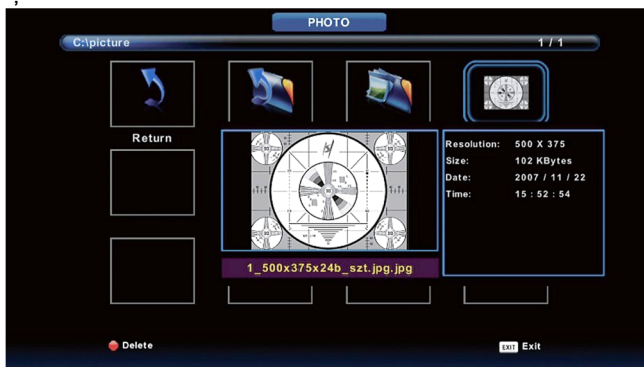 PHOTO
C:\picture
1 / 1
Return
Resolution: 500 X 375
Size: 102 KBytes
Date: 2007 / 11 / 22
Time: 15 : 52 : 54
1_500x375x24b_szt.jpg.jpg
Delete
EXIT Exit